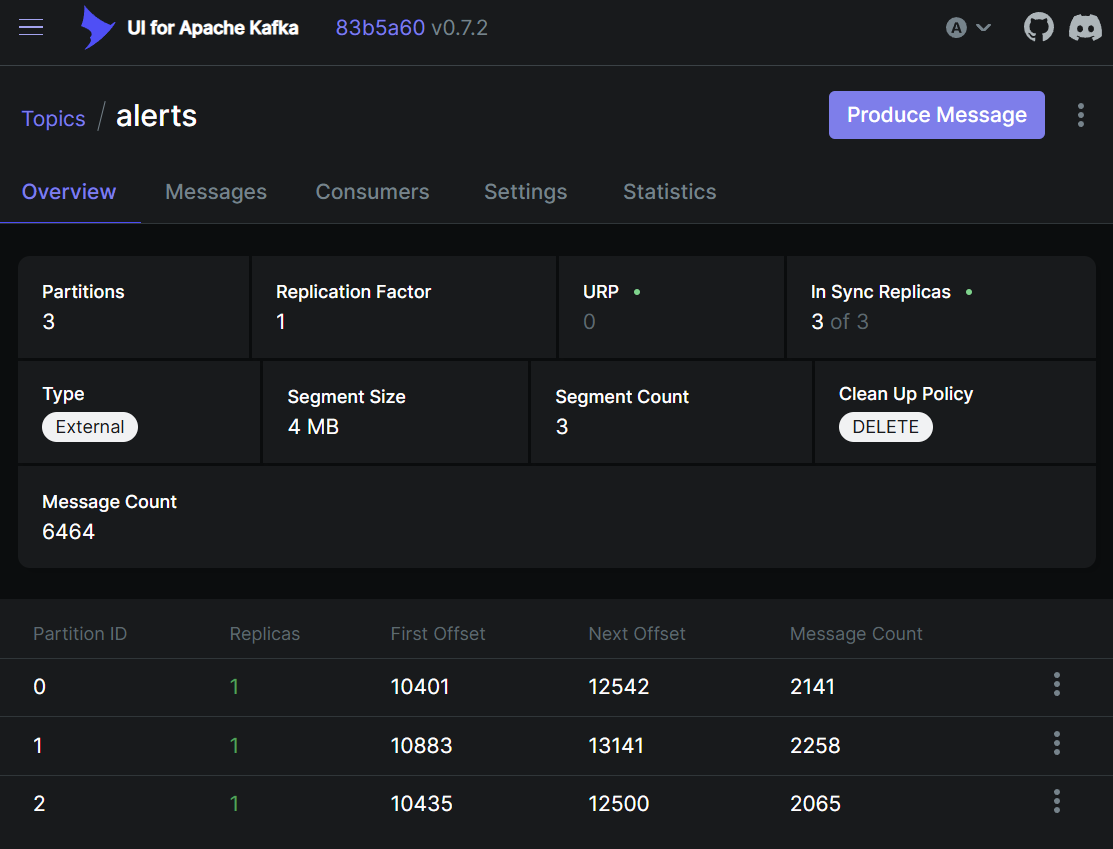 UI for Apache Kafka 83b5a60 v0.7.2 A
Topics / alerts Produce Message
Overview Messages Consumers Settings Statistics
Partitions Replication Factor URP In Sync Replicas
3 1 0 3 of 3
Type Segment Size Segment Count Clean Up Policy
External 4 MB 3 DELETE
Message Count
6464
Partition ID Replicas First Offset Next Offset Message Count
0 1 10401 12542 2141
1 1 10883 13141 2258
2 1 10435 12500 2065